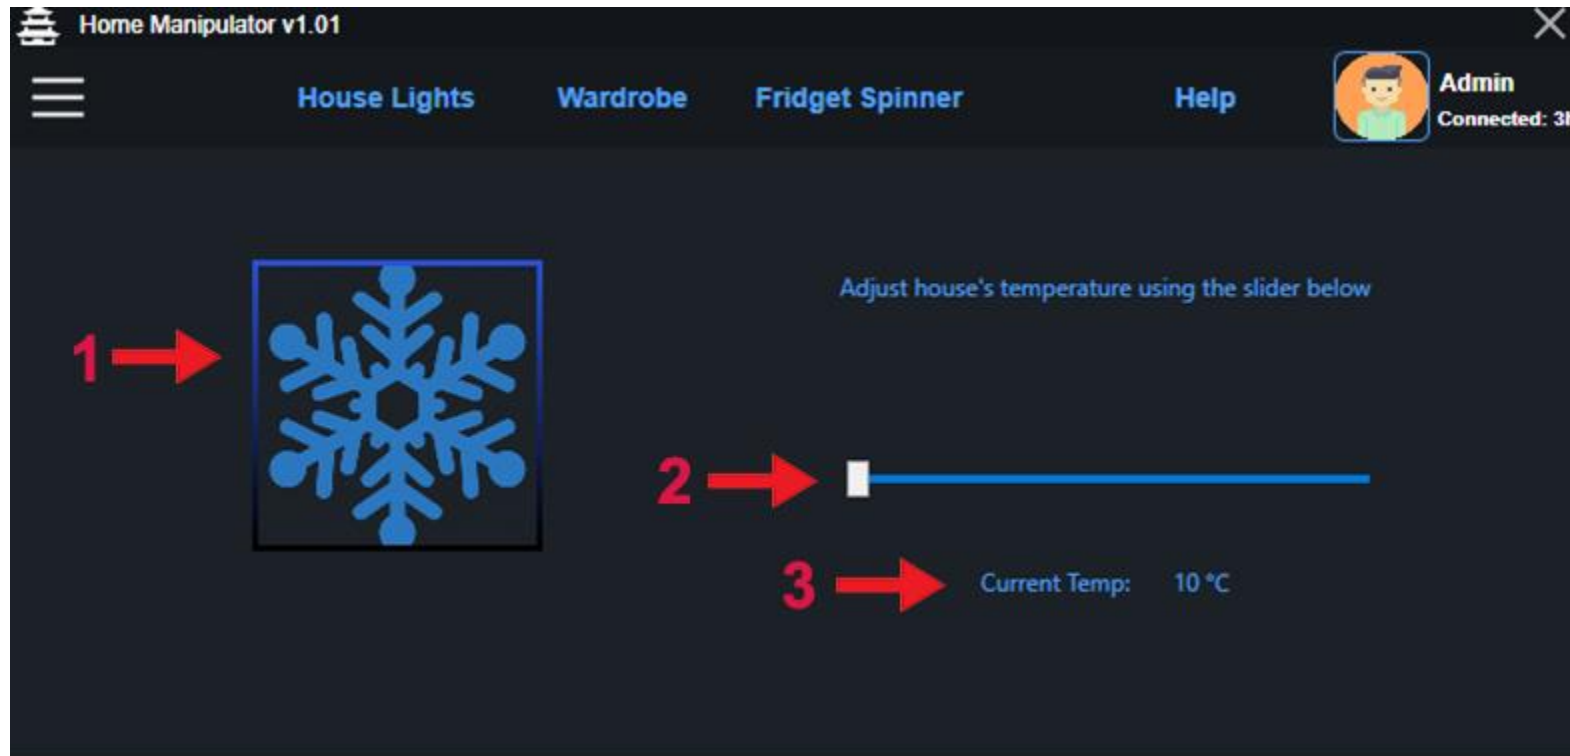 Home Manipulator v1.01
House Lights Wardrobe Fridget Spinner Help Admin
Connected: 3h
Adjust house's temperature using the slider below
1
2
3 Current Temp: 10 °C